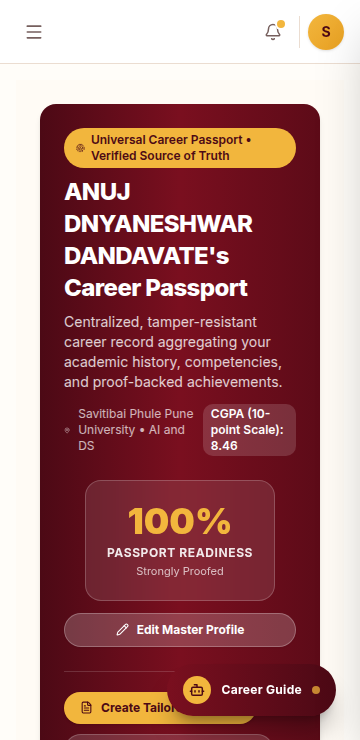 S
Universal Career Passport •
Verified Source of Truth
ANUJ
DNYANESHWAR
DANDAVATE's
Career Passport
Centralized, tamper-resistant
career record aggregating your
academic history, competencies,
and proof-backed achievements.
Savitibai Phule Pune
University • AI and
DS
CGPA (10-
point Scale):
8.46
100%
PASSPORT READINESS
Strongly Proofed
Edit Master Profile
Career Guide
Create